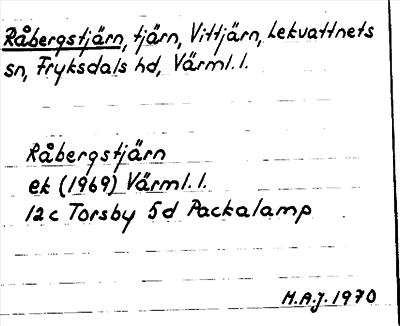 Råbergstjärn, tjärn, Vittjärn, Lekvattnets
sn, Fryksdals hd, Värml. l.
Råbergstjärn
ek (1969) Värml. l.
12c Torsby 5d Packalamp
M.A.J. 1970